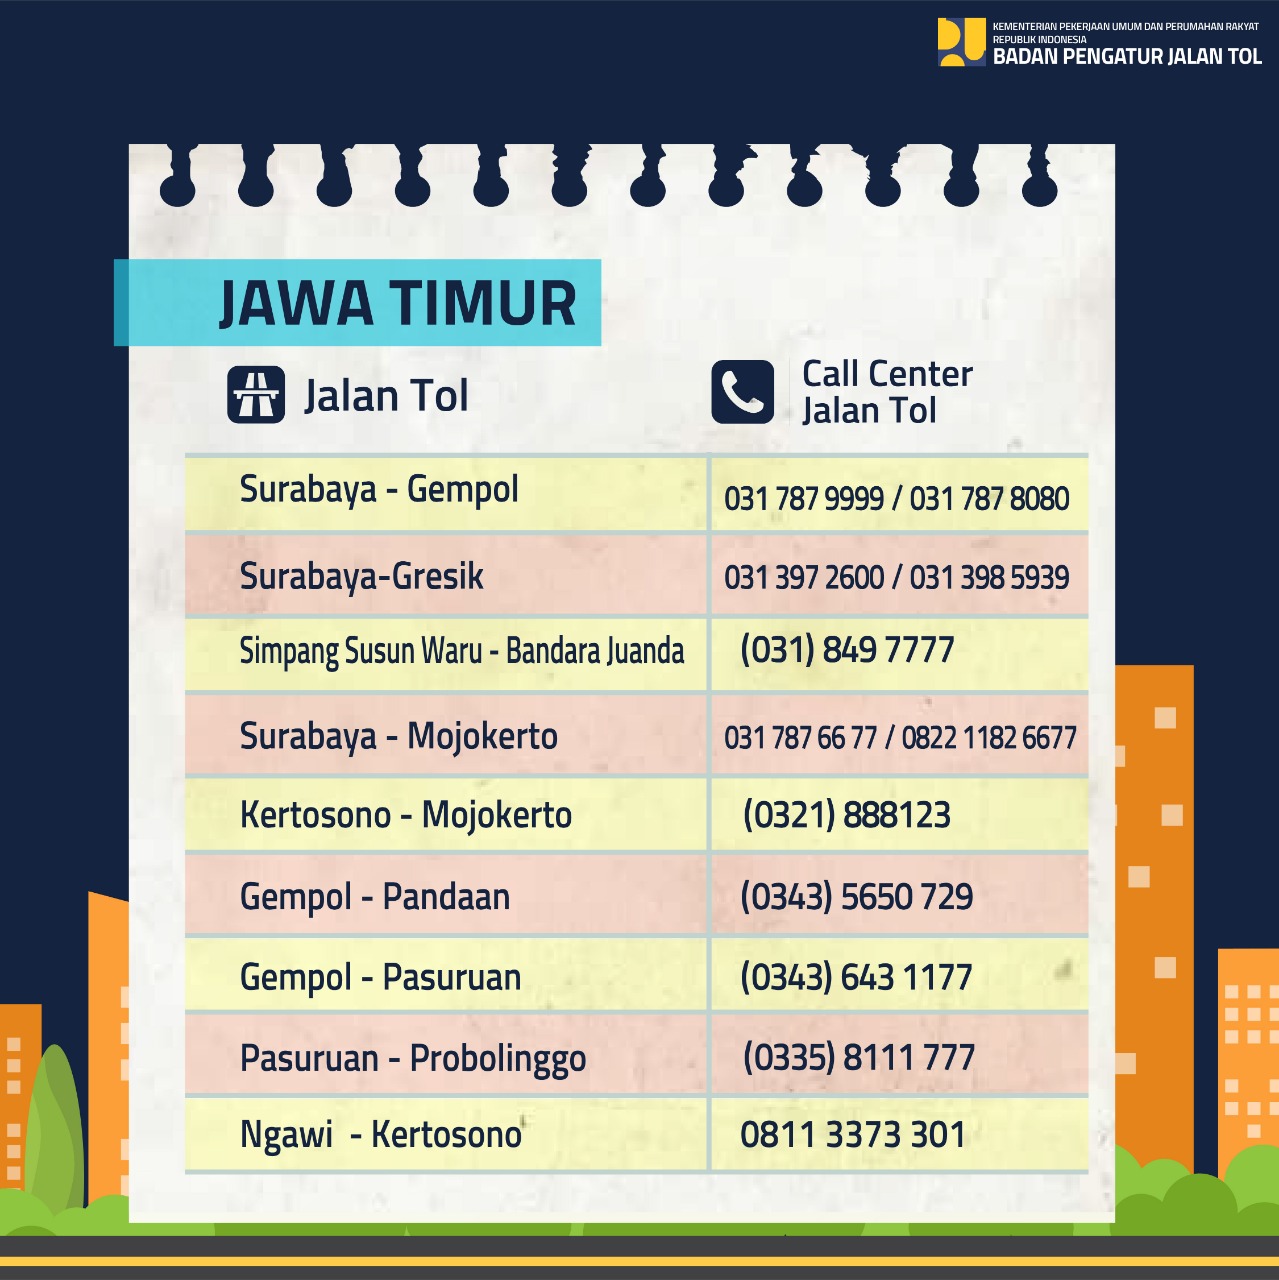 KEMENTERIAN PEKERJAAN UMUM DAN PERUMAHAN RAKYAT
REPUBLIK INDONESIA
BADAN PENGATUR JALAN TOL
JAWA TIMUR
Jalan Tol
Call Center
Jalan Tol
Surabaya - Gempol 031 787 9999 / 031 787 8080
Surabaya-Gresik 031 397 2600 / 031 398 5939
Simpang Susun Waru - Bandara Juanda (031) 849 7777
Surabaya - Mojokerto 031 787 66 77 / 0822 1182 6677
Kertosono - Mojokerto (0321) 888123
Gempol - Pandaan (0343) 5650 729
Gempol - Pasuruan (0343) 643 1177
Pasuruan - Probolinggo (0335) 8111 777
Ngawi - Kertosono 0811 3373 301